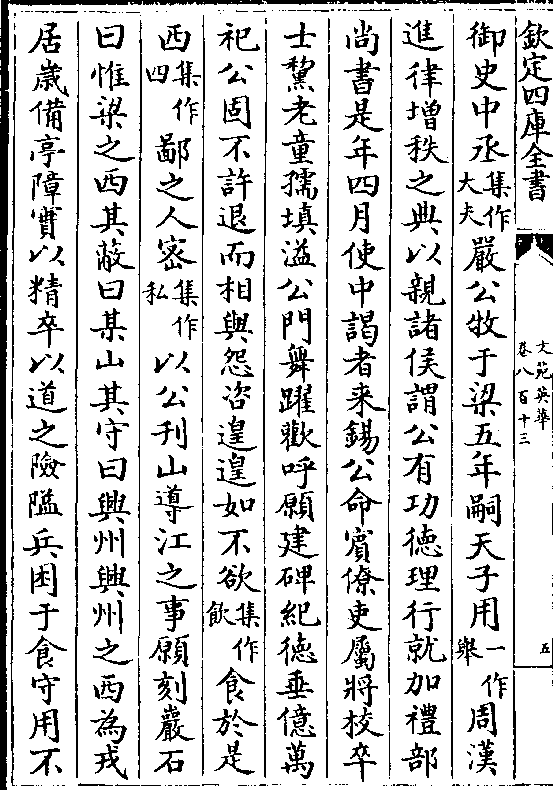 欽定四庫全書
文苑英華
卷八百十三
五
御史中丞集作大夫嚴公牧于梁五年嗣天子用一作舉周漢
進律增秩之典以親諸侯謂公有功德理行就加禮部
尚書是年四月使中謁者来錫公命賓僚吏屬將校卒
士黧老童孺填溢公門舞躍歡呼願建碑紀德垂億萬
祀公固不許退而相與怨咨遑遑如不欲集作飲食於是
西集作四鄙之人密集作私以公刋山導江之事願刻巖石
曰惟梁之西其蔽曰某山其守曰興州興州之西為戎
居歲備亭障實以精卒以道之險隘兵困于食守用不